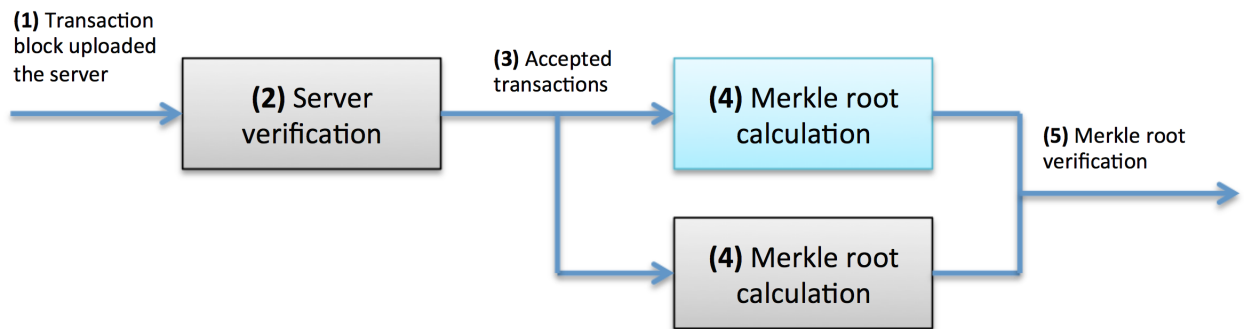 (1) Transaction
block uploaded
the server
(2) Server
verification
(3) Accepted
transactions
(4) Merkle root
calculation
(4) Merkle root
calculation
(5) Merkle root
verification